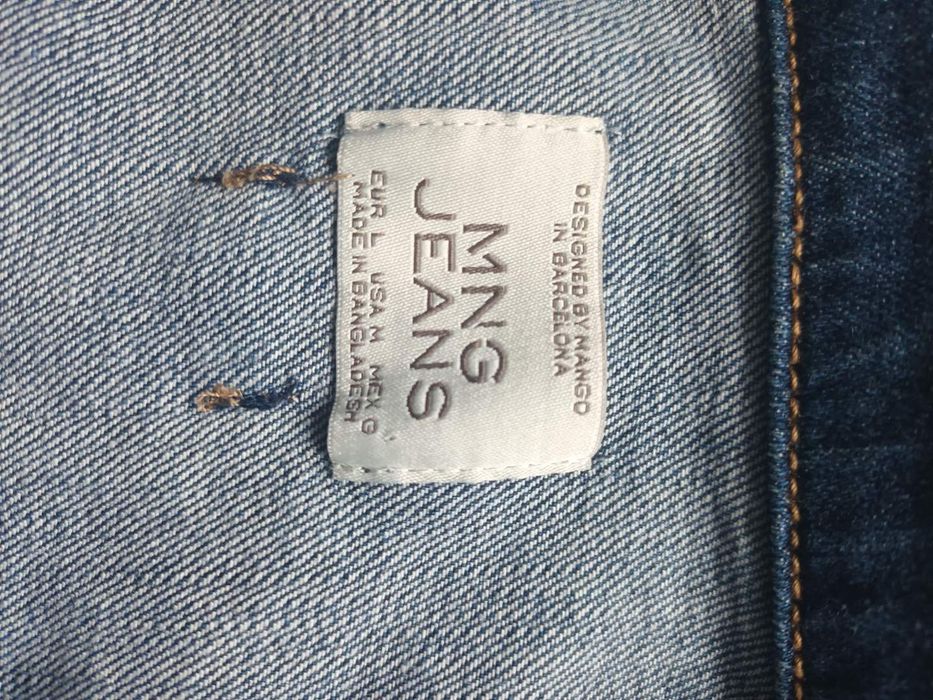 DESIGNED BY MANGO
IN BARCELONA
MNG
JEANS
EUR L USA M MEX G
MADE IN BANGLADESH